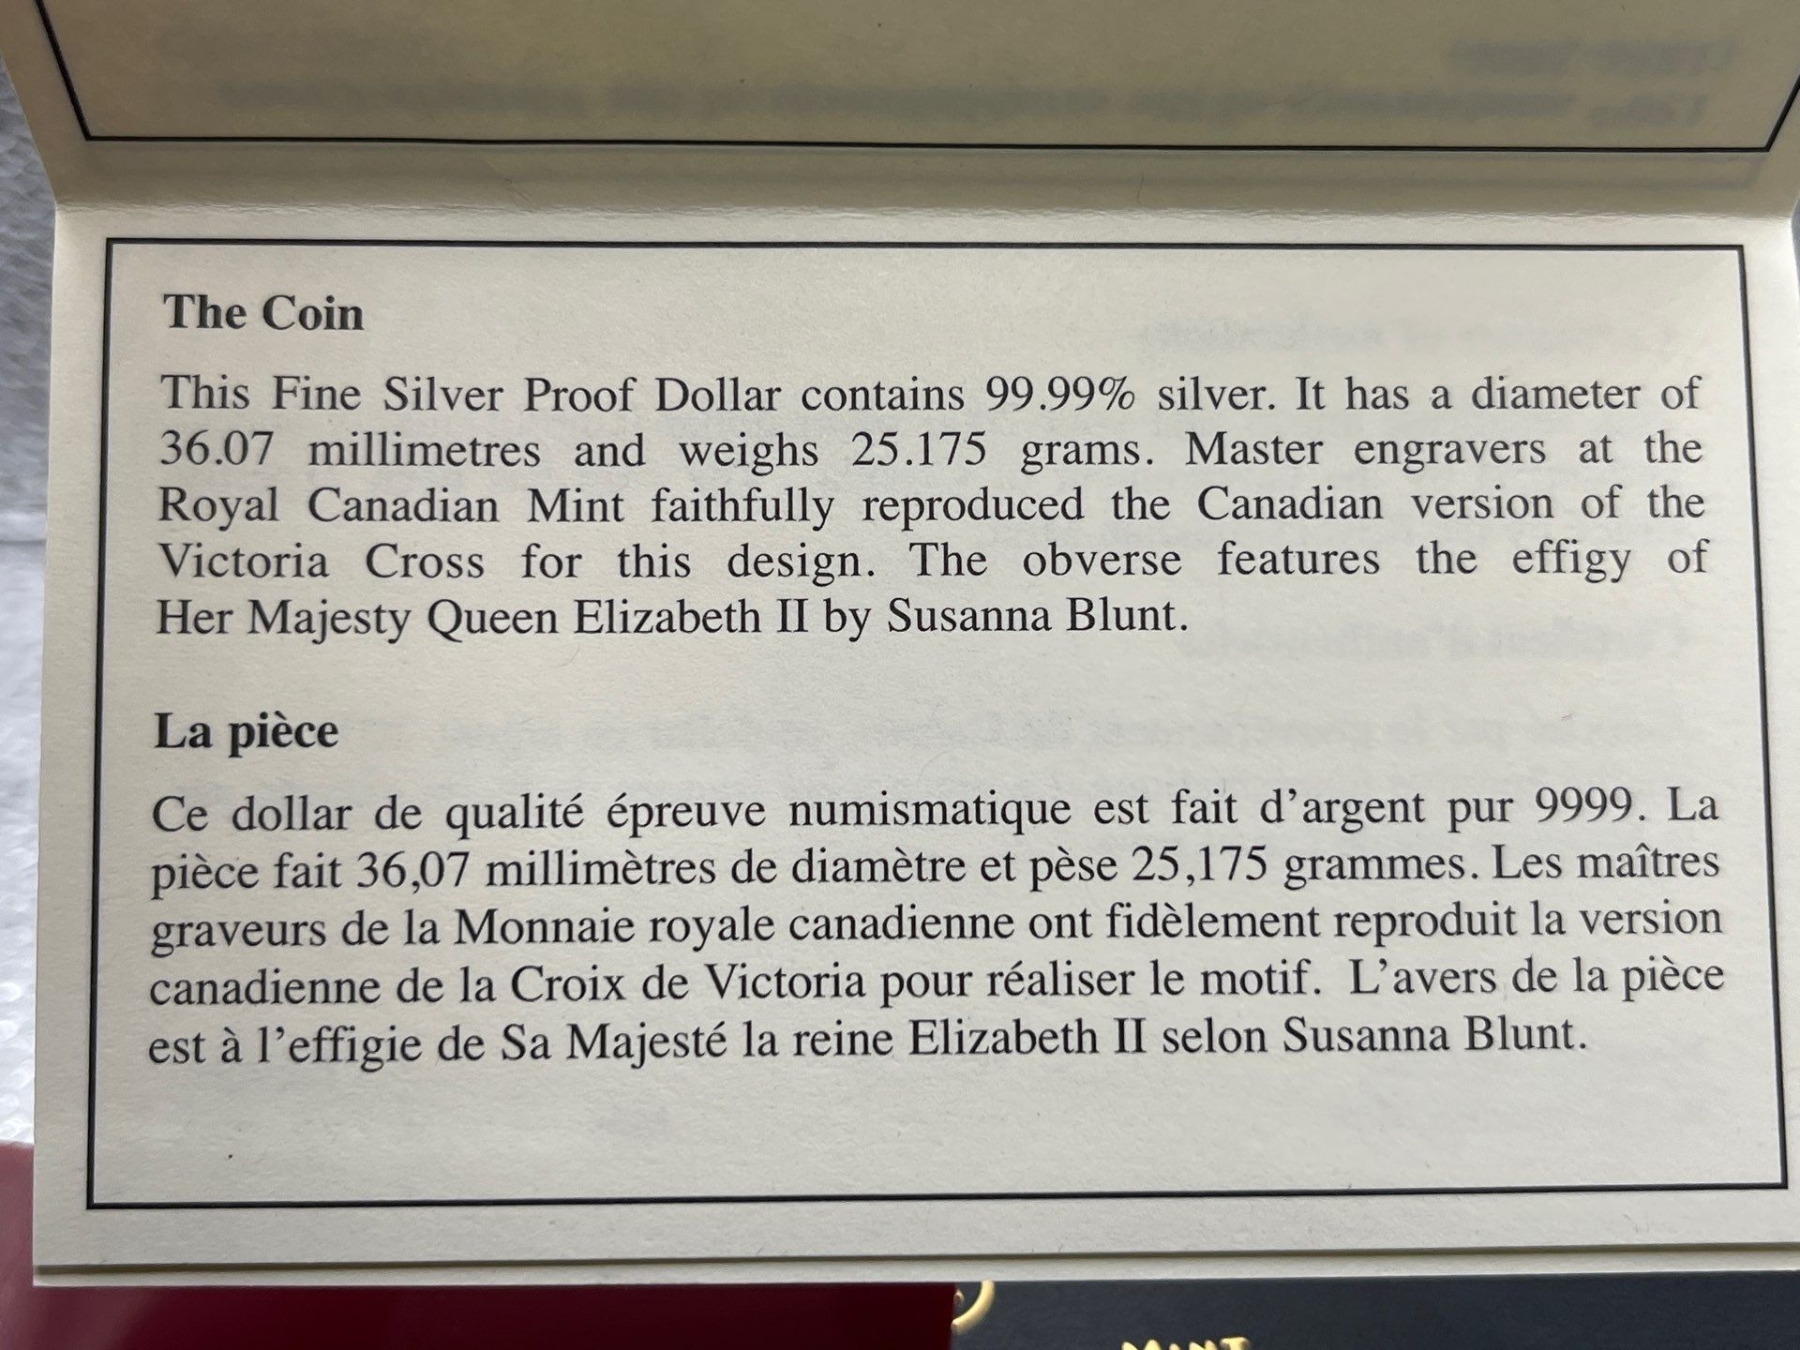 The Coin
This Fine Silver Proof Dollar contains 99.99% silver. It has a diameter of
36.07 millimetres and weighs 25.175 grams. Master engravers at the
Royal Canadian Mint faithfully reproduced the Canadian version of the
Victoria Cross for this design. The obverse features the effigy of
Her Majesty Queen Elizabeth II by Susanna Blunt.
La pièce
Ce dollar de qualité épreuve numismatique est fait d’argent pur 9999. La
pièce fait 36,07 millimètres de diamètre et pèse 25,175 grammes. Les maîtres
graveurs de la Monnaie royale canadienne ont fidèlement reproduit la version
canadienne de la Croix de Victoria pour réaliser le motif. L’avers de la pièce
est à l’effigie de Sa Majesté la reine Elizabeth II selon Susanna Blunt.
MINT